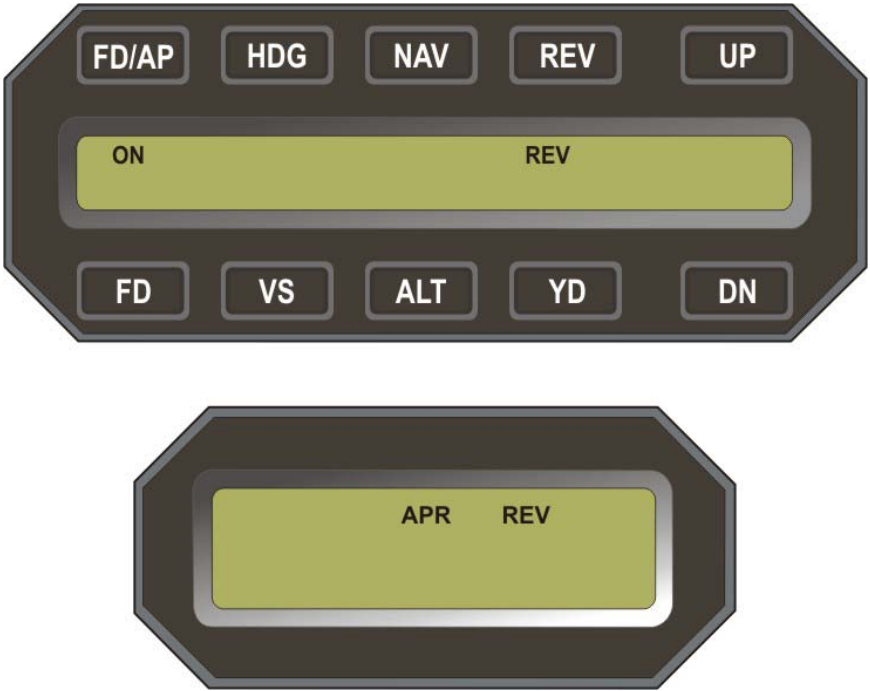 FD/AP HDG NAV REV UP
ON REV
FD VS ALT YD DN
APR REV